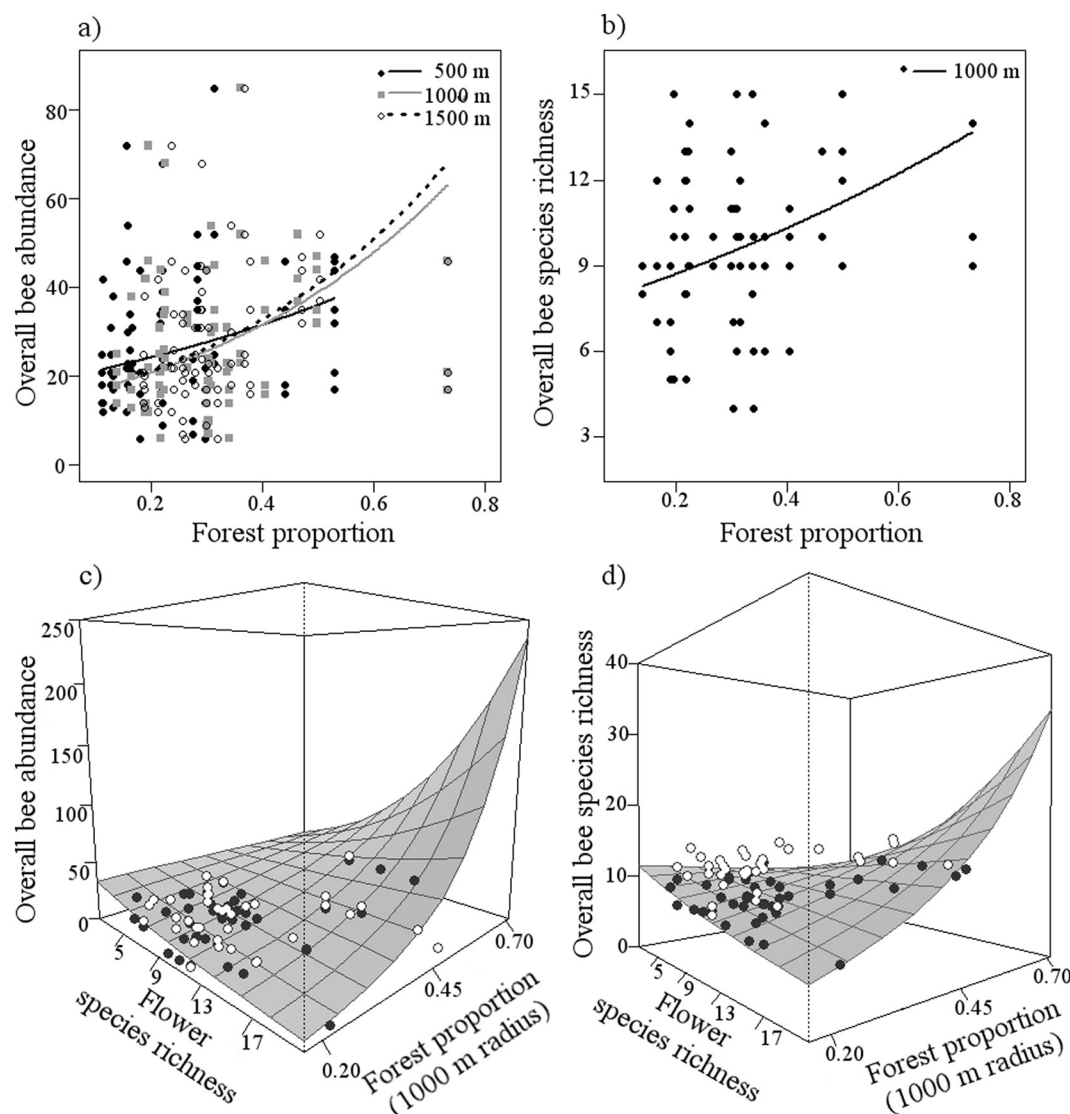 a)
500 m
1000 m
1500 m
Overall bee abundance
80
60
40
20
0
0.2 0.4 0.6 0.8
Forest proportion
b)
1000 m
Overall bee species richness
15
12
9
6
3
0.2 0.4 0.6 0.8
Forest proportion
c)
Overall bee abundance
250
200
150
100
50
0
5 9 13 17
Flower
species richness
0.20 0.45 0.70
Forest proportion
(1000 m radius)
d)
Overall bee species richness
40
30
20
10
0
5 9 13 17
Flower
species richness
0.20 0.45 0.70
Forest proportion
(1000 m radius)